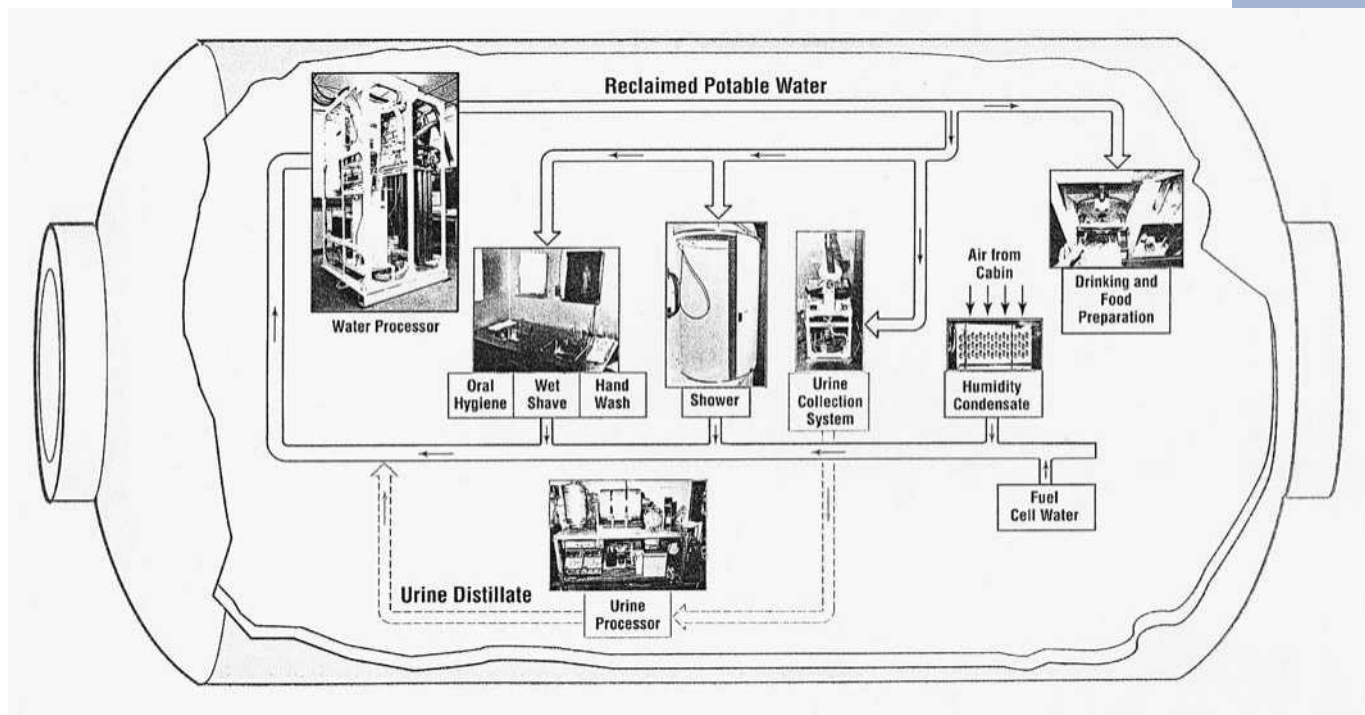 Reclaimed Potable Water
Water Processor
Oral
Hygiene
Wet
Shave
Hand
Wash
Shower
Urine
Collection
System
Air from
Cabin
Humidity
Condensate
Drinking and
Food
Preparation
Fuel
Cell Water
Urine Distillate
Urine
Processor